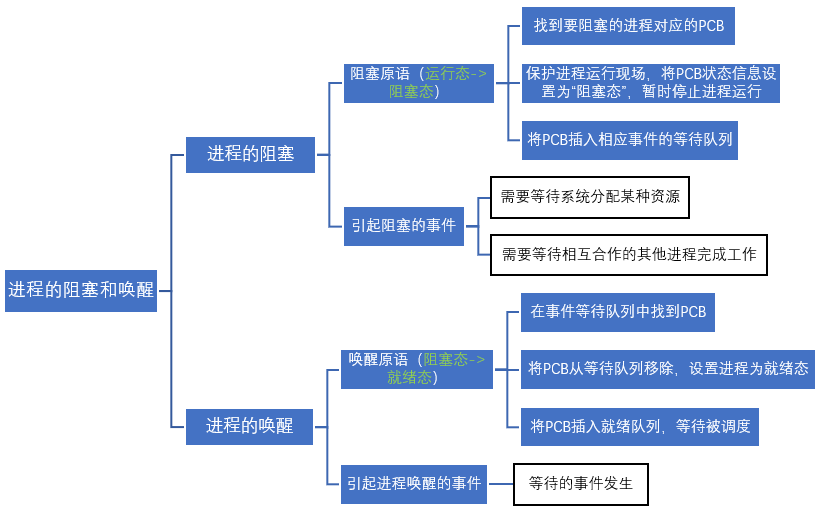 进程的阻塞和唤醒
进程的阻塞
阻塞原语（运行态->
阻塞态）
找到要阻塞的进程对应的PCB
保护进程运行现场，将PCB状态信息设
置为“阻塞态”，暂时停止进程运行
将PCB插入相应事件的等待队列
引起阻塞的事件
需要等待系统分配某种资源
需要等待相互合作的其他进程完成工作
进程的唤醒
唤醒原语（阻塞态->
就绪态）
在事件等待队列中找到PCB
将PCB从等待队列移除，设置进程为就绪态
将PCB插入就绪队列，等待被调度
引起进程唤醒的事件
等待的事件发生